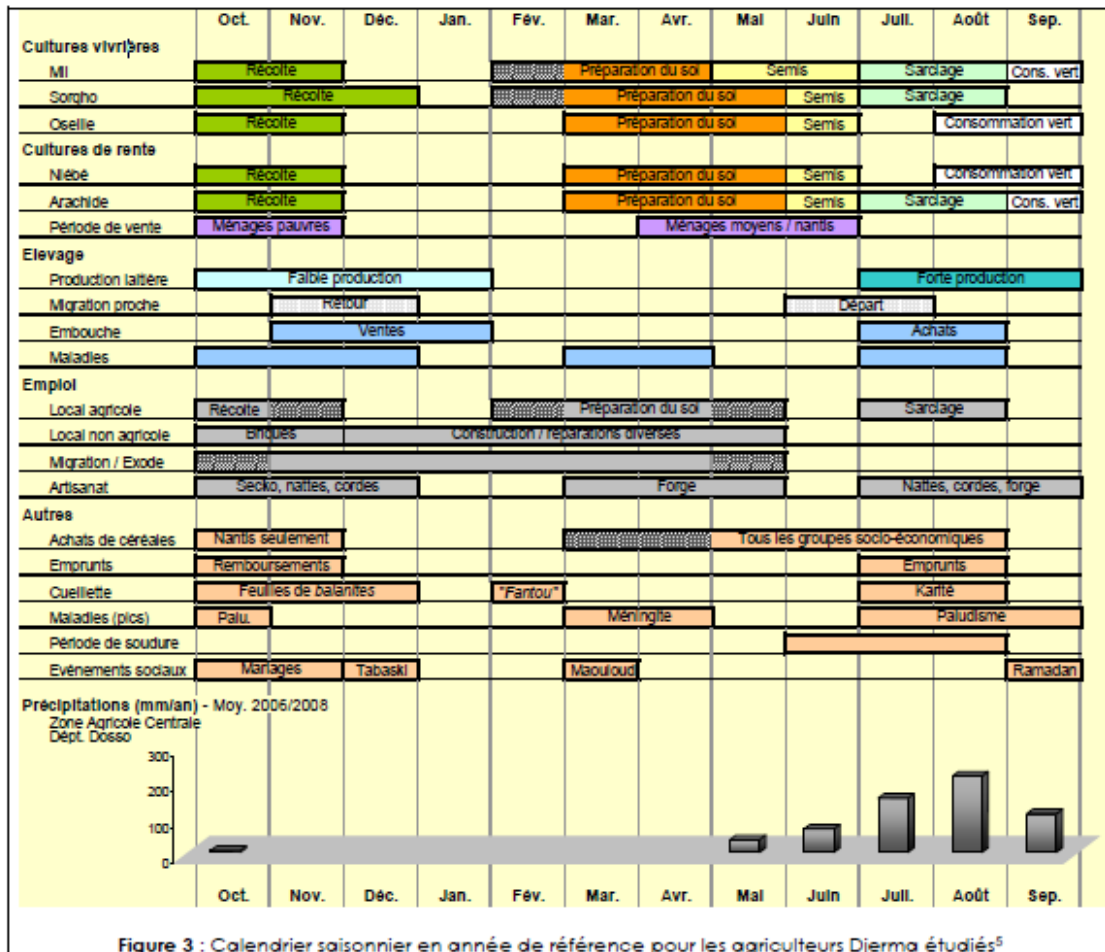 Oct. Nov. Déc. Jan. Fév. Mar. Avr. Mai Juin Juil. Août Sep.
Cultures vivrières
Mil Récolte Préparation du sol Semis Sarclage Cons. vert
Sorgho Récolte Préparation du sol Semis Sarclage
Oseille Récolte Préparation du sol Semis Consommation vert
Cultures de rente
Niébé Récolte Préparation du sol Semis Consommation vert
Arachide Récolte Préparation du sol Semis Sarclage Cons. vert
Période de vente Ménages pauvres Ménages moyens / nantis
Elevage
Production laitière Faible production Forte production
Migration proche Retour Départ
Embouche Ventes Achats
Maladies
Emploi
Local agricole Récolte Préparation du sol Sarclage
Local non agricole Briques Construction / réparations diverses
Migration / Exode
Artisanat Secko, nattes, cordes Forge Nattes, cordes, forge
Autres
Achats de céréales Nantis seulement Tous les groupes socio-économiques
Emprunts Remboursements Emprunts
Cueillette Feuilles de balanites "Fantou" Karité
Maladies (pics) Palu. Méningite Paludisme
Période de soudure
Evénements sociaux Mariages Tabaski Maouloud Ramadan
Précipitations (mm/an) - Moy. 2006/2008
Zone Agricole Centrale
Dépt. Dosso
300
200
100
0
Oct. Nov. Déc. Jan. Fév. Mar. Avr. Mai Juin Juil. Août Sep.
Figure 3 : Calendrier saisonnier en année de référence pour les agriculteurs Djerma étudiés⁵